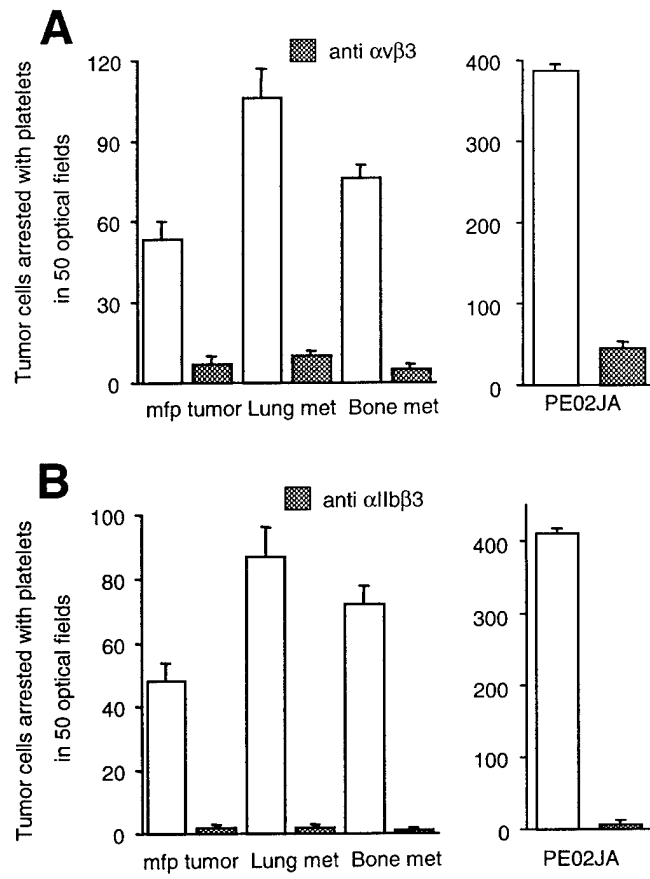 A
anti αvβ3
Tumor cells arrested with platelets
in 50 optical fields
120
90
60
30
0
mfp tumor Lung met Bone met
400
300
200
100
0
PE02JA
B
anti αIIbβ3
Tumor cells arrested with platelets
in 50 optical fields
100
80
60
40
20
0
mfp tumor Lung met Bone met
400
300
200
100
0
PE02JA